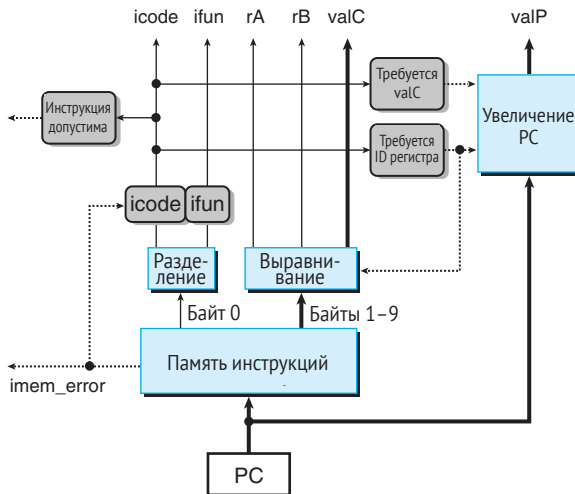 icode ifun rA rB valC valP
Требуется
valC
Инструкция
допустима
Увеличение
PC
Требуется
ID регистра
icode ifun
Разде-
ление
Выравни-
вание
Байт 0
Байты 1–9
Память инструкций
imem_error
PC